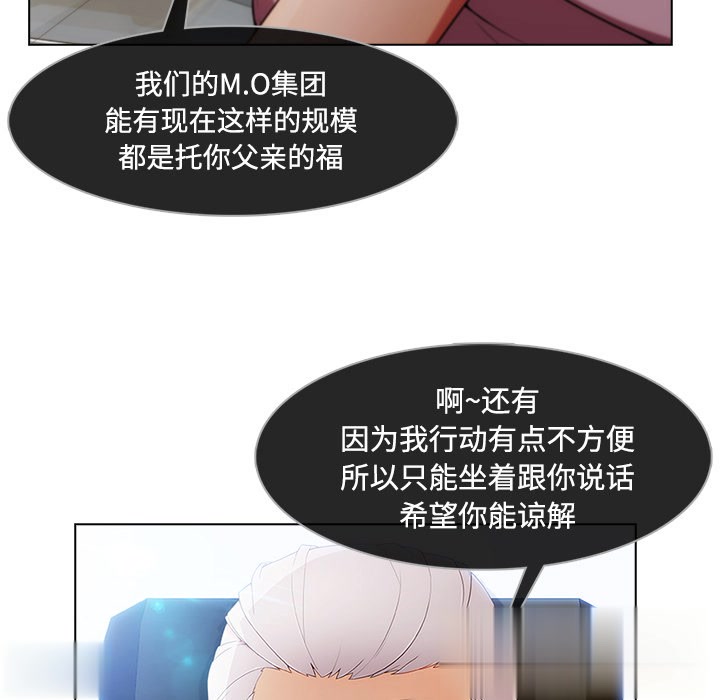 我们的M.O集团
能有现在这样的规模
都是托你父亲的福
啊~还有
因为我行动有点不方便
所以只能坐着跟你说话
希望你能谅解